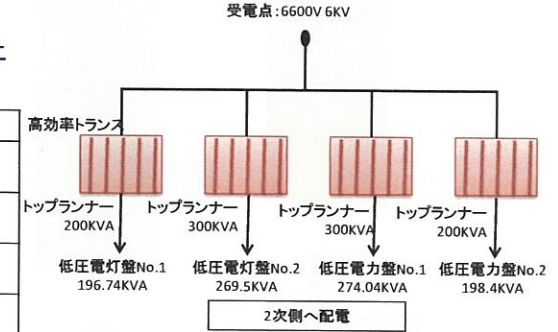 受電点:6600V 6KV
高効率トランス
トップランナー
200KVA
トップランナー
300KVA
トップランナー
300KVA
トップランナー
200KVA
低圧電灯盤No.1
196.74KVA
低圧電灯盤No.2
269.5KVA
低圧電力盤No.1
274.04KVA
低圧電力盤No.2
198.4KVA
2次側へ配電